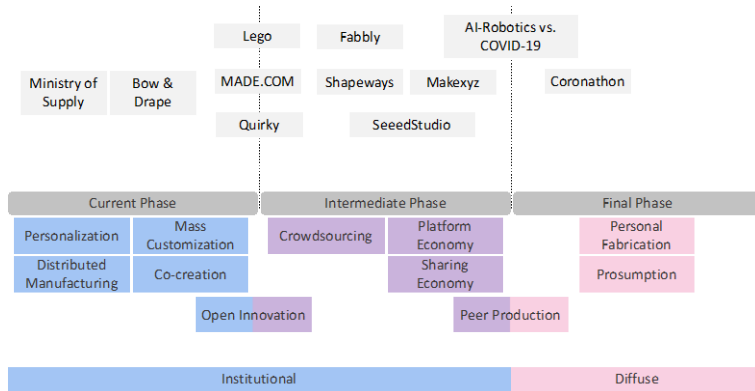 Lego
Fabbly
AI-Robotics vs.
COVID-19
Ministry of
Supply
Bow &
Drape
MADE.COM
Shapeways
Makexyz
Coronathon
Quirky
SeeedStudio
Current Phase
Intermediate Phase
Final Phase
Personalization
Mass
Customization
Crowdsourcing
Platform
Economy
Personal
Fabrication
Distributed
Manufacturing
Co-creation
Sharing
Economy
Prosumption
Open Innovation
Peer Production
Institutional
Diffuse